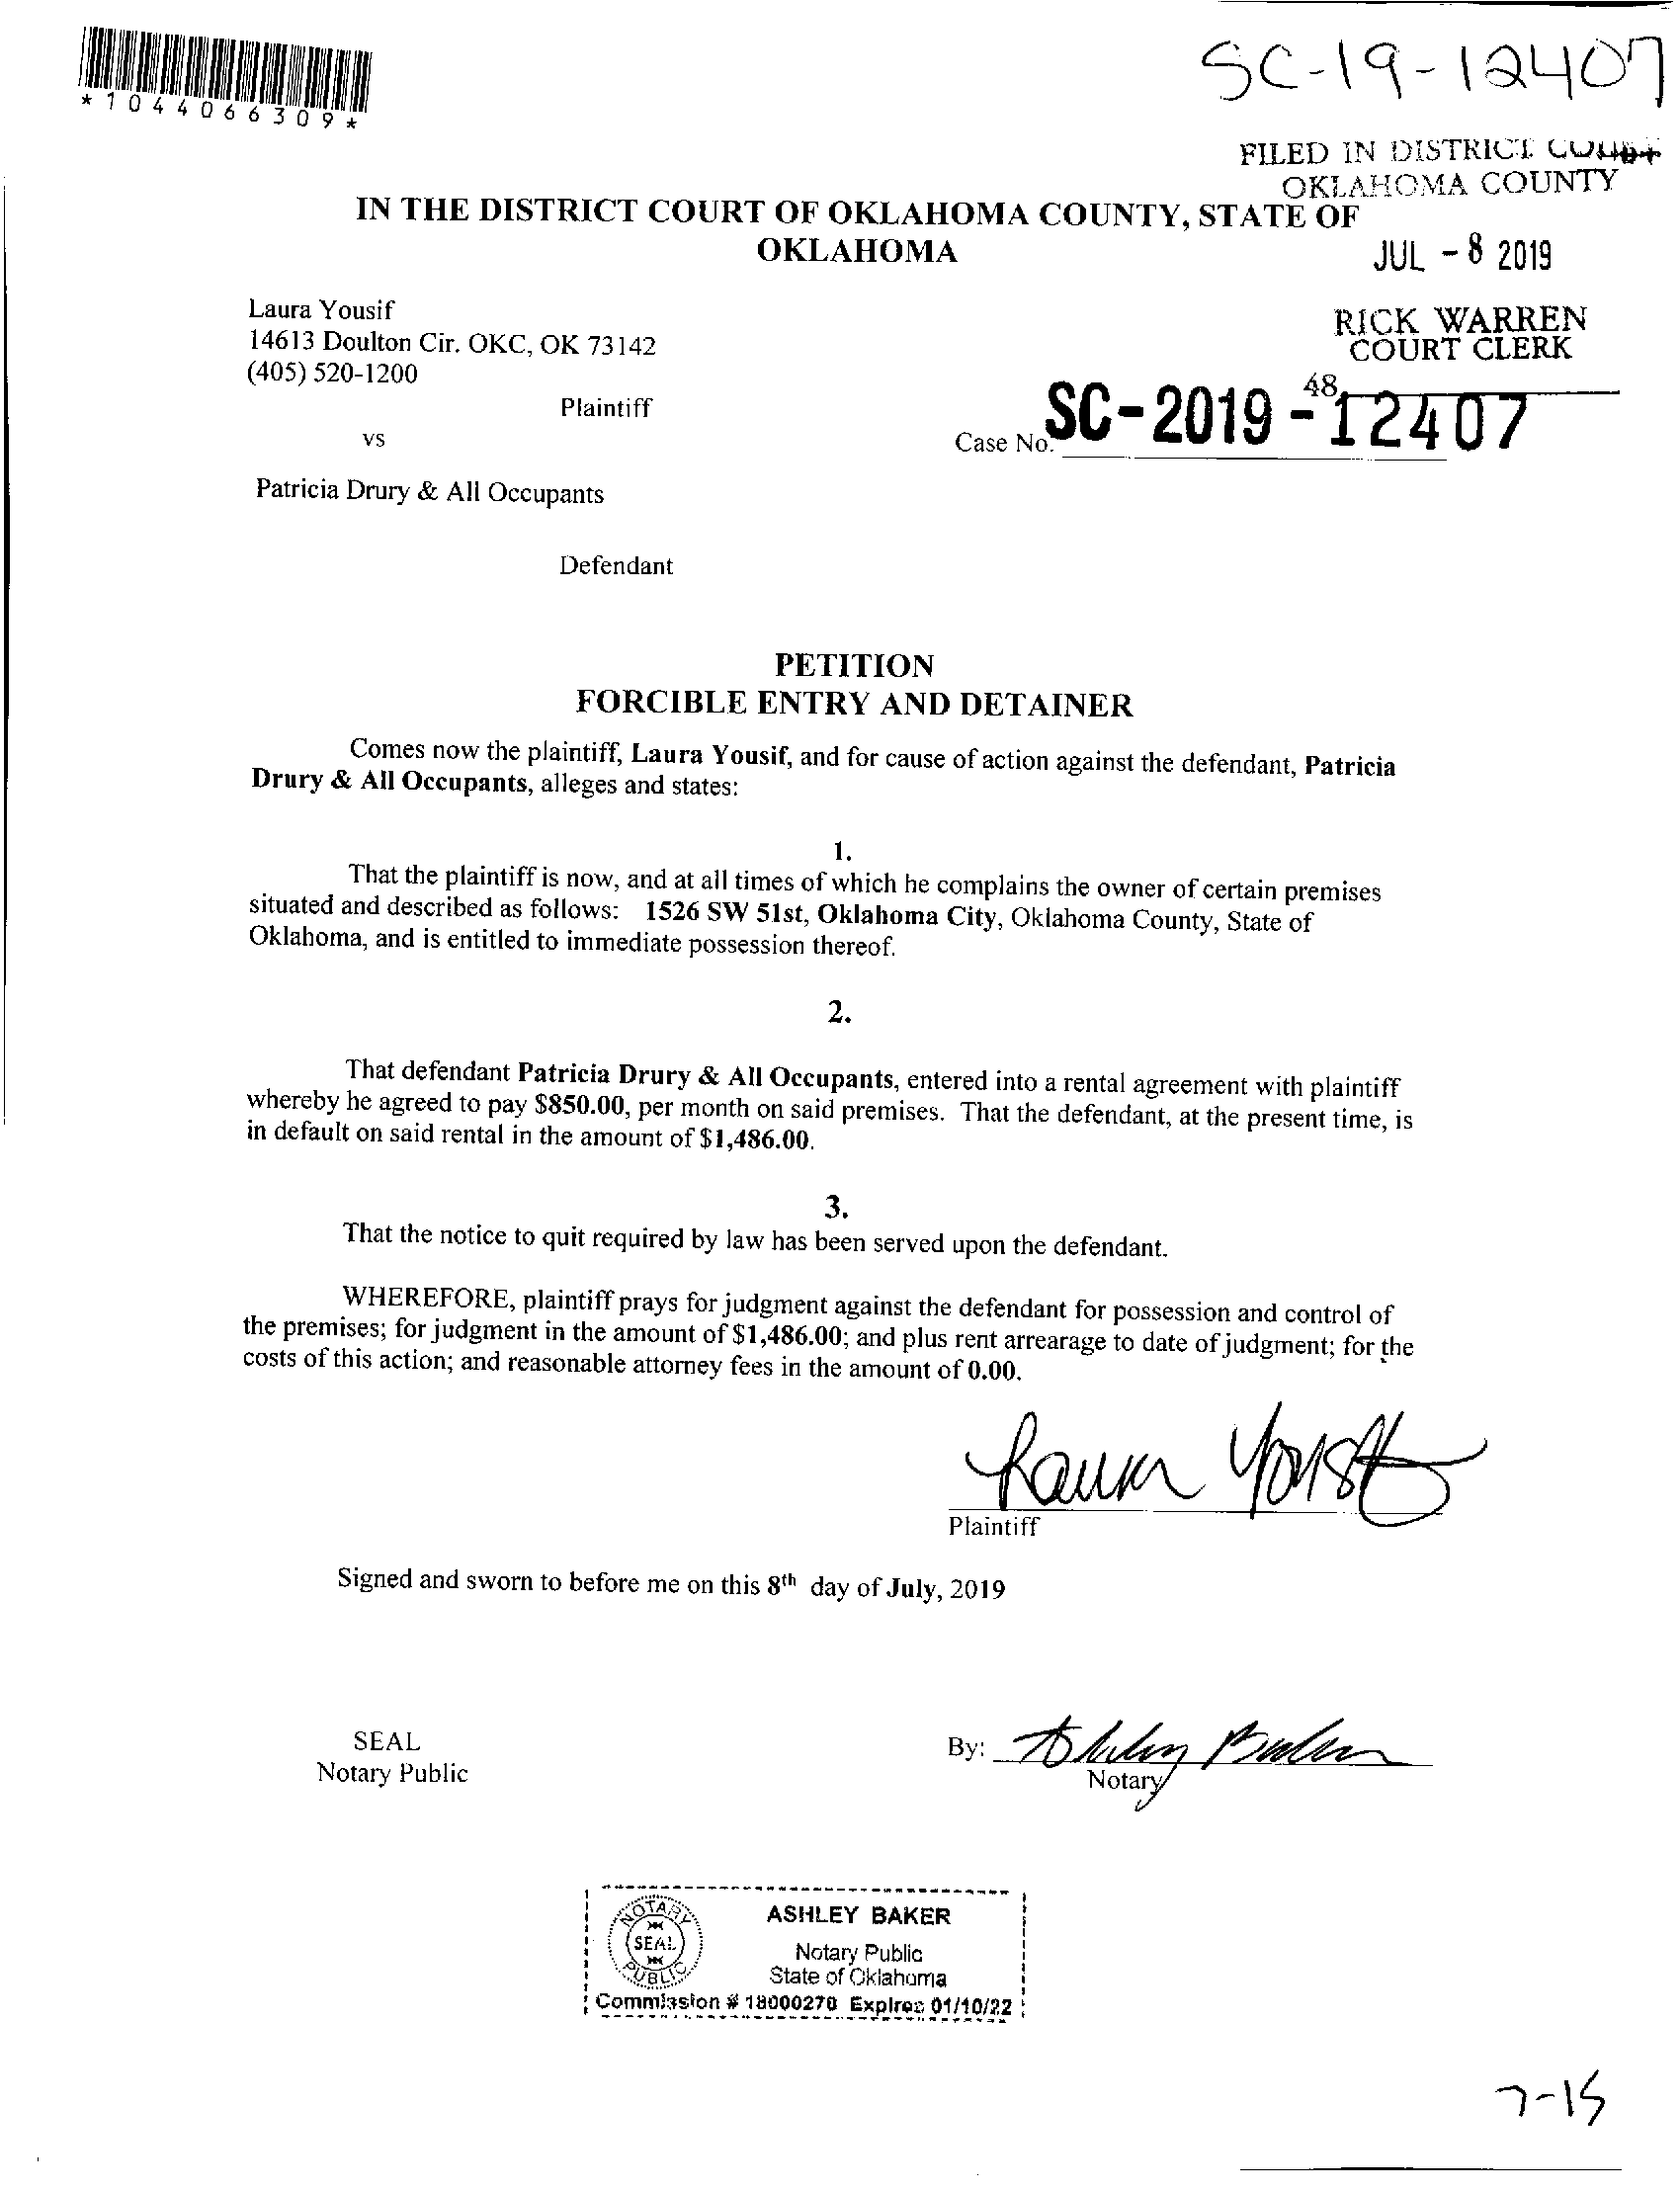 SC-19-12407
*1044066309*
FILED IN DISTRICT COURT
OKLAHOMA COUNTY
IN THE DISTRICT COURT OF OKLAHOMA COUNTY, STATE OF
OKLAHOMA
JUL - 8 2019
Laura Yousif
14613 Doulton Cir. OKC, OK 73142
(405) 520-1200
RICK WARREN
COURT CLERK
48
Plaintiff
vs
Case No. SC-2019-12407
Patricia Drury & All Occupants
Defendant
PETITION
FORCIBLE ENTRY AND DETAINER
Comes now the plaintiff, Laura Yousif, and for cause of action against the defendant, Patricia
Drury & All Occupants, alleges and states:
1.
That the plaintiff is now, and at all times of which he complains the owner of certain premises
situated and described as follows: 1526 SW 51st, Oklahoma City, Oklahoma County, State of
Oklahoma, and is entitled to immediate possession thereof.
2.
That defendant Patricia Drury & All Occupants, entered into a rental agreement with plaintiff
whereby he agreed to pay $850.00, per month on said premises. That the defendant, at the present time, is
in default on said rental in the amount of $1,486.00.
3.
That the notice to quit required by law has been served upon the defendant.
WHEREFORE, plaintiff prays for judgment against the defendant for possession and control of
the premises; for judgment in the amount of $1,486.00; and plus rent arrearage to date of judgment; for the
costs of this action; and reasonable attorney fees in the amount of 0.00.
Laura Yousif
Plaintiff
Signed and sworn to before me on this 8th day of July, 2019
SEAL
Notary Public
By: Ashley Baker
Notary
NOTARY
SEAL
PUBLIC
ASHLEY BAKER
Notary Public
State of Oklahoma
Commission # 18000270 Expires 01/10/22
7-15